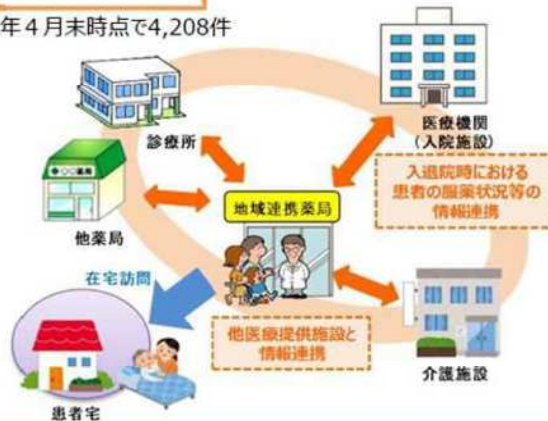 年４月末時点で4,208件
診療所
医療機関
(入院施設)
入退院時における
患者の服薬状況等の
情報連携
地域連携薬局
他薬局
在宅訪問
他医療提供施設と
情報連携
介護施設
患者宅